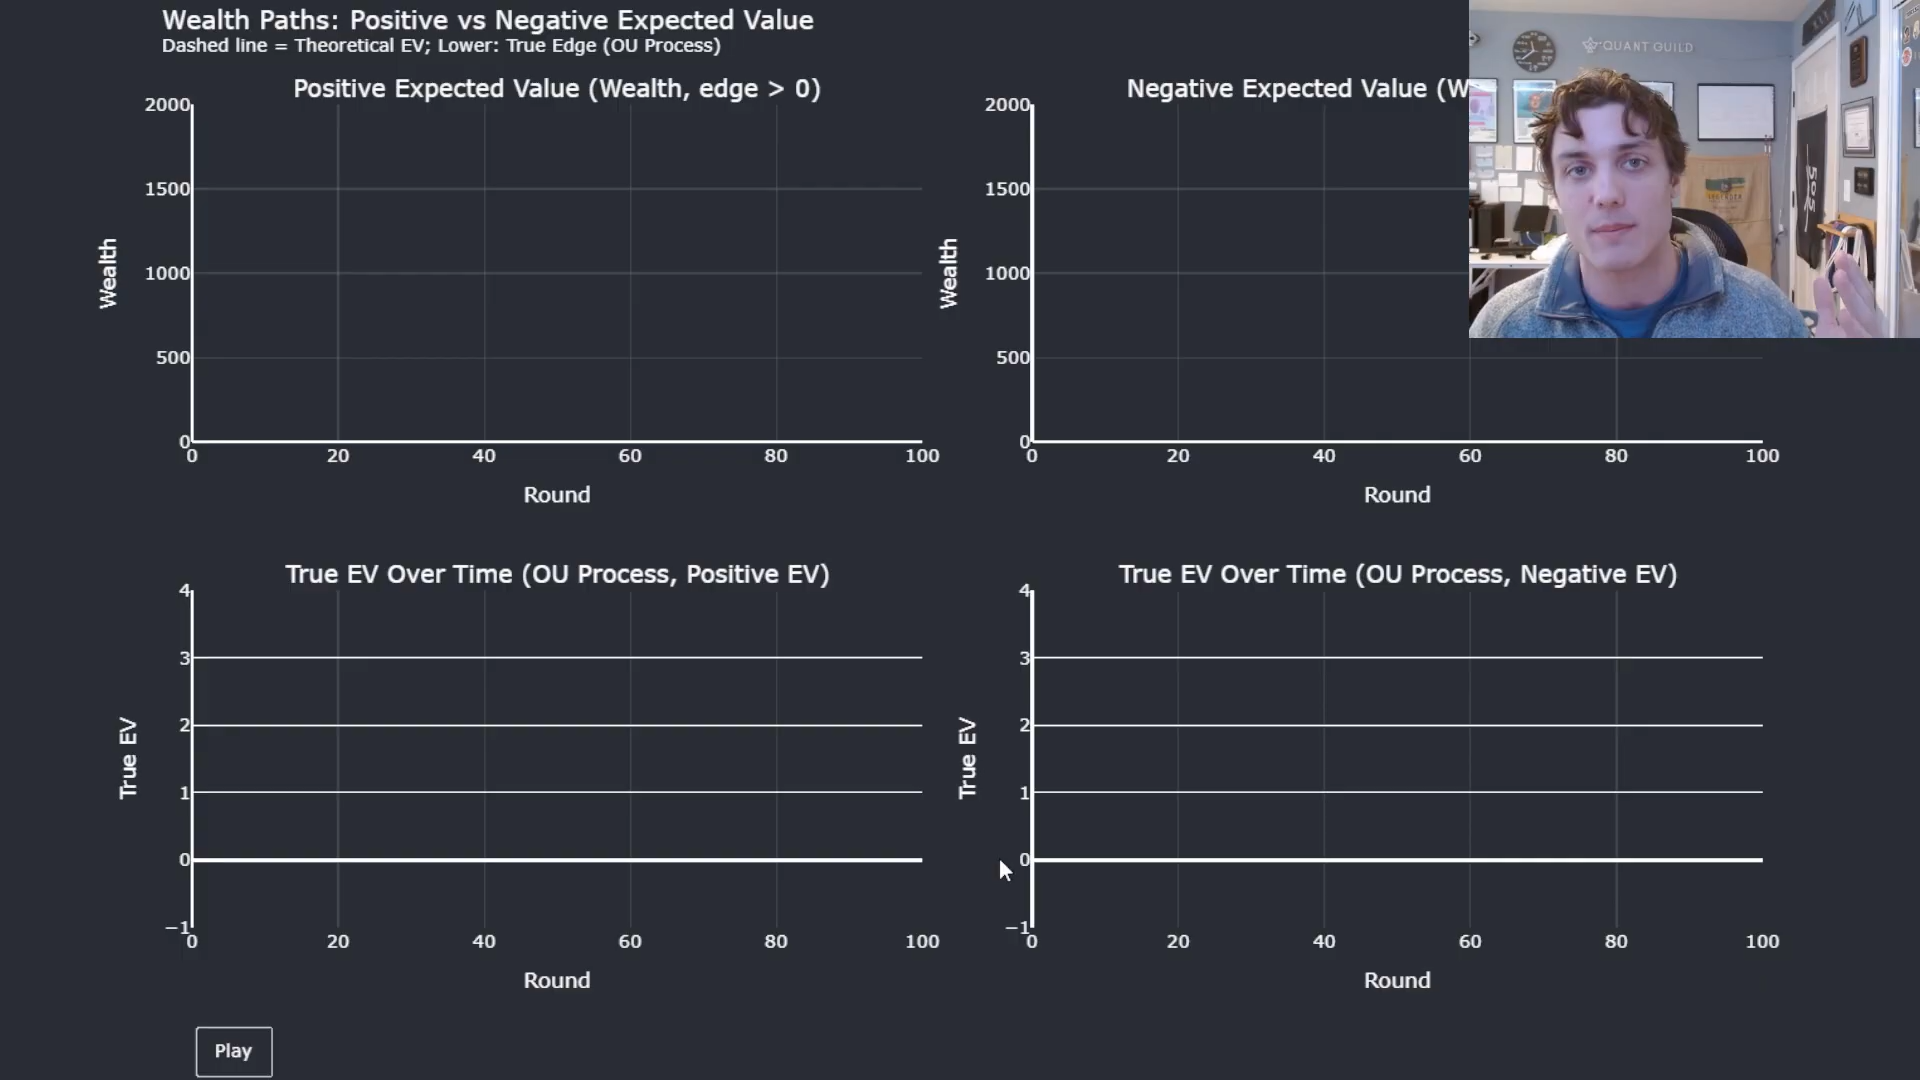 Wealth Paths: Positive vs Negative Expected Value
Dashed line = Theoretical EV; Lower: True Edge (OU Process)
Positive Expected Value (Wealth, edge > 0)
2000
1500
1000
500
0
Wealth
0 20 40 60 80 100
Round
Negative Expected Value (W
2000
1500
1000
500
0
Wealth
0 20 40 60 80 100
Round
QUANT GUILD
505
True EV Over Time (OU Process, Positive EV)
4
3
2
1
0
−1
True EV
0 20 40 60 80 100
Round
True EV Over Time (OU Process, Negative EV)
4
3
2
1
0
−1
True EV
0 20 40 60 80 100
Round
Play